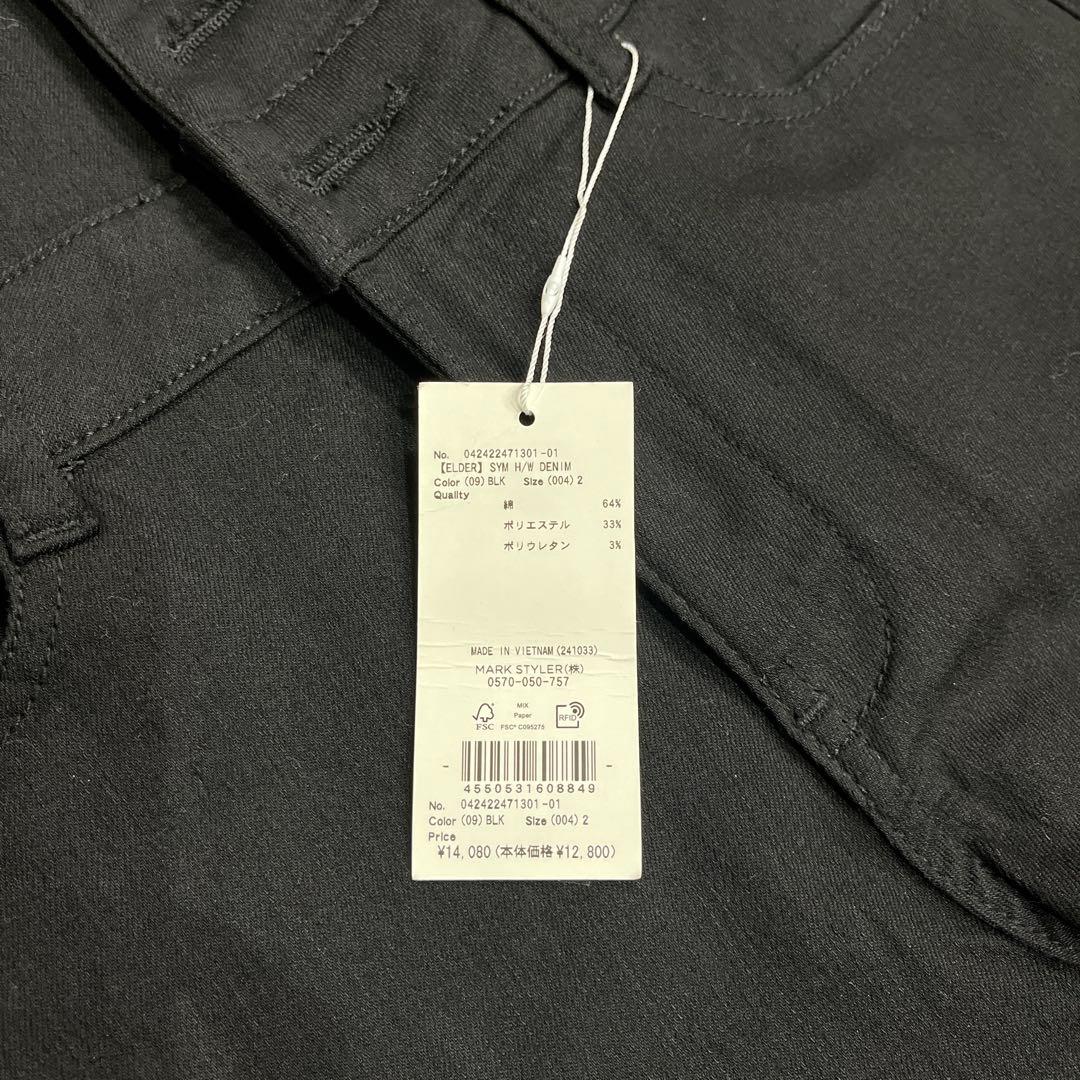 No. 042422471301-01
【ELDER】SYM H/W DENIM
Color (09) BLK Size (004) 2
Quality
綿 64%
ポリエステル 33%
ポリウレタン 3%
MADE IN VIETNAM (241033)
MARK STYLER(株)
0570-050-757
FSC
MIX
Paper
FSC® C095275
RFID
4550531608849
No. 042422471301-01
Color (09) BLK Size (004) 2
Price
¥14,080 (本体価格¥12,800)